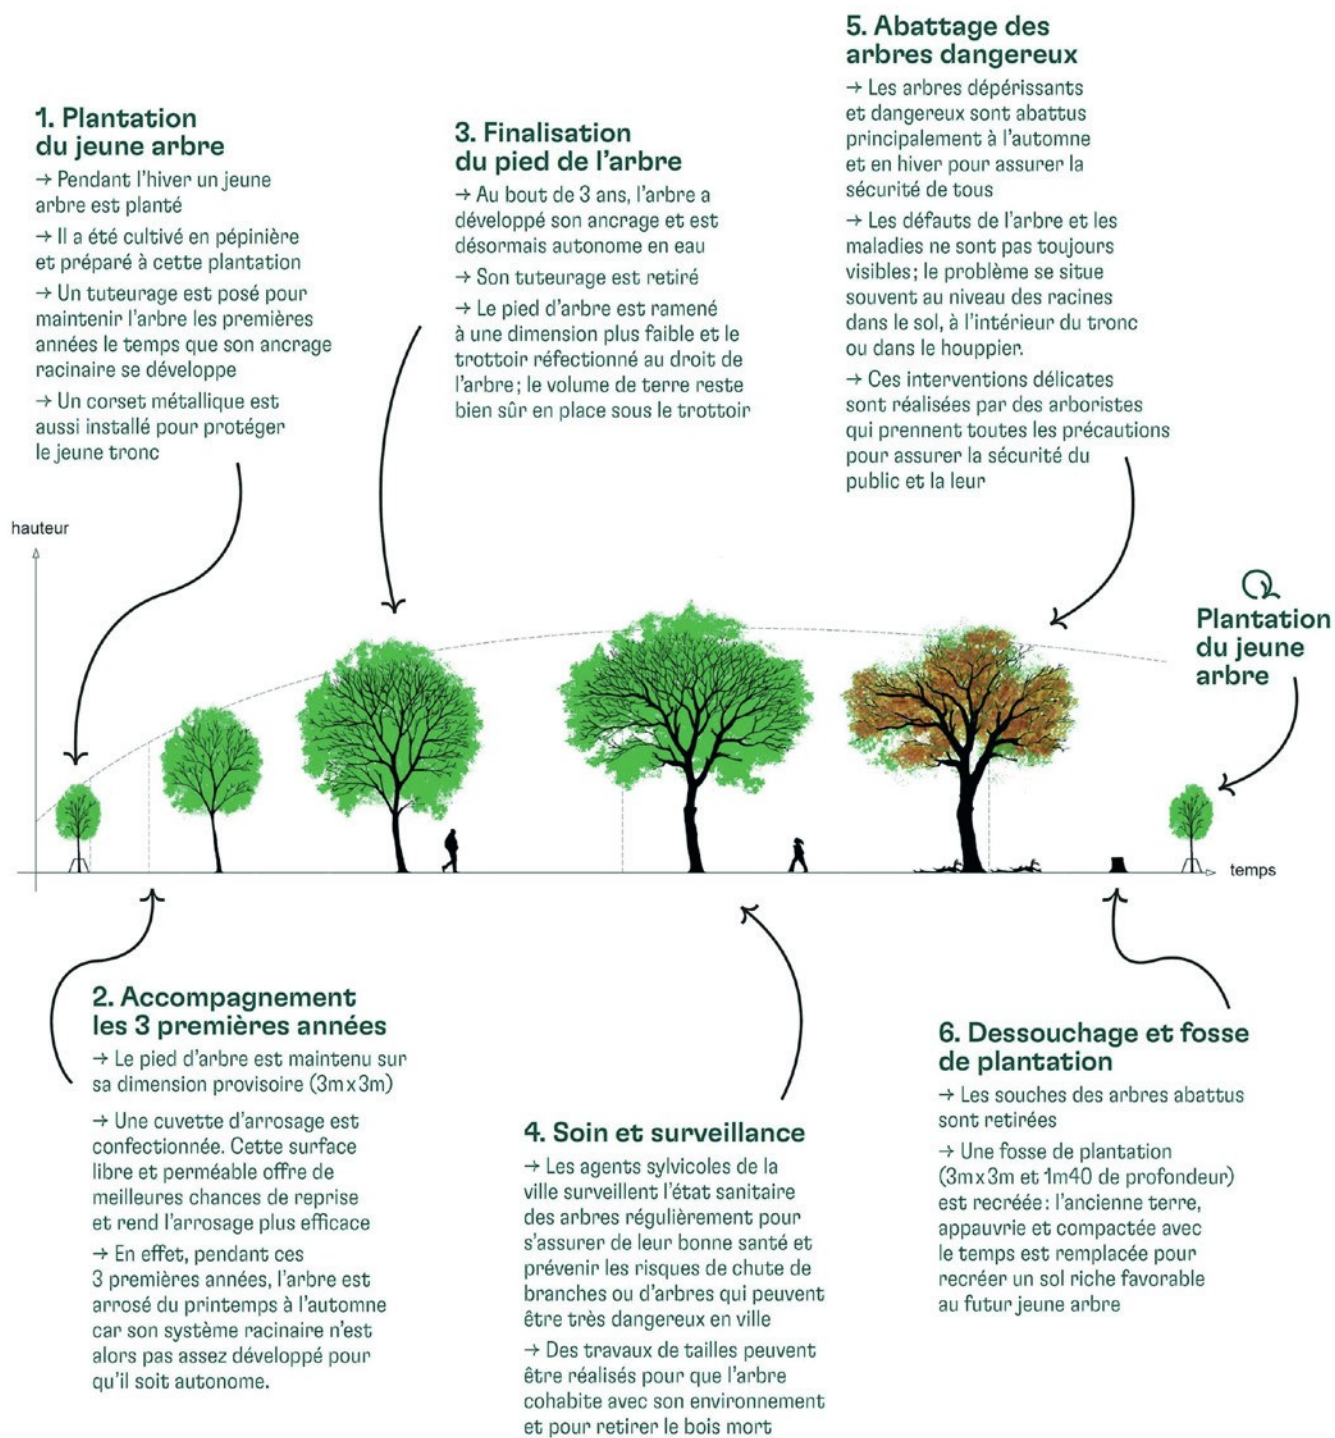 1. Plantation
du jeune arbre
→ Pendant l'hiver un jeune
arbre est planté
→ Il a été cultivé en pépinière
et préparé à cette plantation
→ Un tuteurage est posé pour
maintenir l'arbre les premières
années le temps que son ancrage
racinaire se développe
→ Un corset métallique est
aussi installé pour protéger
le jeune tronc
3. Finalisation
du pied de l'arbre
→ Au bout de 3 ans, l'arbre a
développé son ancrage et est
désormais autonome en eau
→ Son tuteurage est retiré
→ Le pied d'arbre est ramené
à une dimension plus faible et le
trottoir réfectionné au droit de
l'arbre; le volume de terre reste
bien sûr en place sous le trottoir
5. Abattage des
arbres dangereux
→ Les arbres dépérissants
et dangereux sont abattus
principalement à l'automne
et en hiver pour assurer la
sécurité de tous
→ Les défauts de l'arbre et les
maladies ne sont pas toujours
visibles; le problème se situe
souvent au niveau des racines
dans le sol, à l'intérieur du tronc
ou dans le houppier.
→ Ces interventions délicates
sont réalisées par des arboristes
qui prennent toutes les précautions
pour assurer la sécurité du
public et la leur
hauteur
Plantation
du jeune
arbre
temps
2. Accompagnement
les 3 premières années
→ Le pied d'arbre est maintenu sur
sa dimension provisoire (3m x 3m)
→ Une cuvette d'arrosage est
confectionnée. Cette surface
libre et perméable offre de
meilleures chances de reprise
et rend l'arrosage plus efficace
→ En effet, pendant ces
3 premières années, l'arbre est
arrosé du printemps à l'automne
car son système racinaire n'est
alors pas assez développé pour
qu'il soit autonome.
4. Soin et surveillance
→ Les agents sylvicoles de la
ville surveillent l'état sanitaire
des arbres régulièrement pour
s'assurer de leur bonne santé et
prévenir les risques de chute de
branches ou d'arbres qui peuvent
être très dangereux en ville
→ Des travaux de tailles peuvent
être réalisés pour que l'arbre
cohabite avec son environnement
et pour retirer le bois mort
6. Dessouchage et fosse
de plantation
→ Les souches des arbres abattus
sont retirées
→ Une fosse de plantation
(3m x 3m et 1m40 de profondeur)
est recréée: l'ancienne terre,
appauvrie et compactée avec
le temps est remplacée pour
recréer un sol riche favorable
au futur jeune arbre